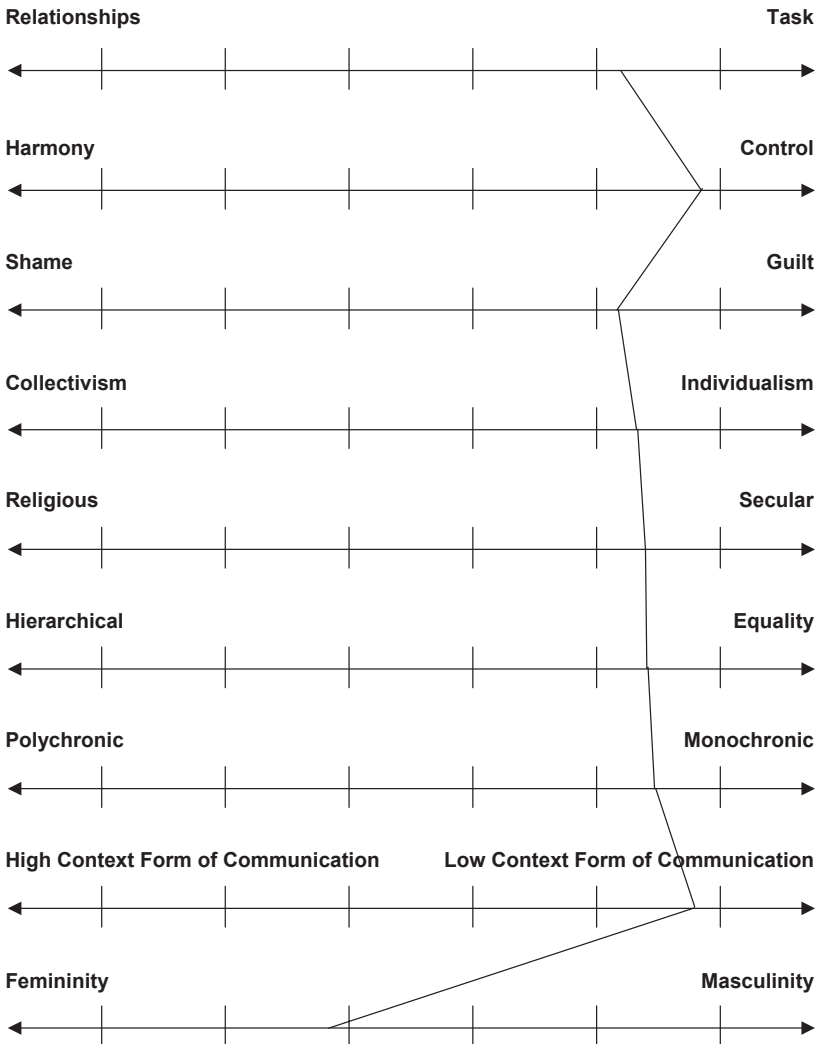 Relationships Task
Harmony Control
Shame Guilt
Collectivism Individualism
Religious Secular
Hierarchical Equality
Polychronic Monochronic
High Context Form of Communication Low Context Form of Communication
Femininity Masculinity